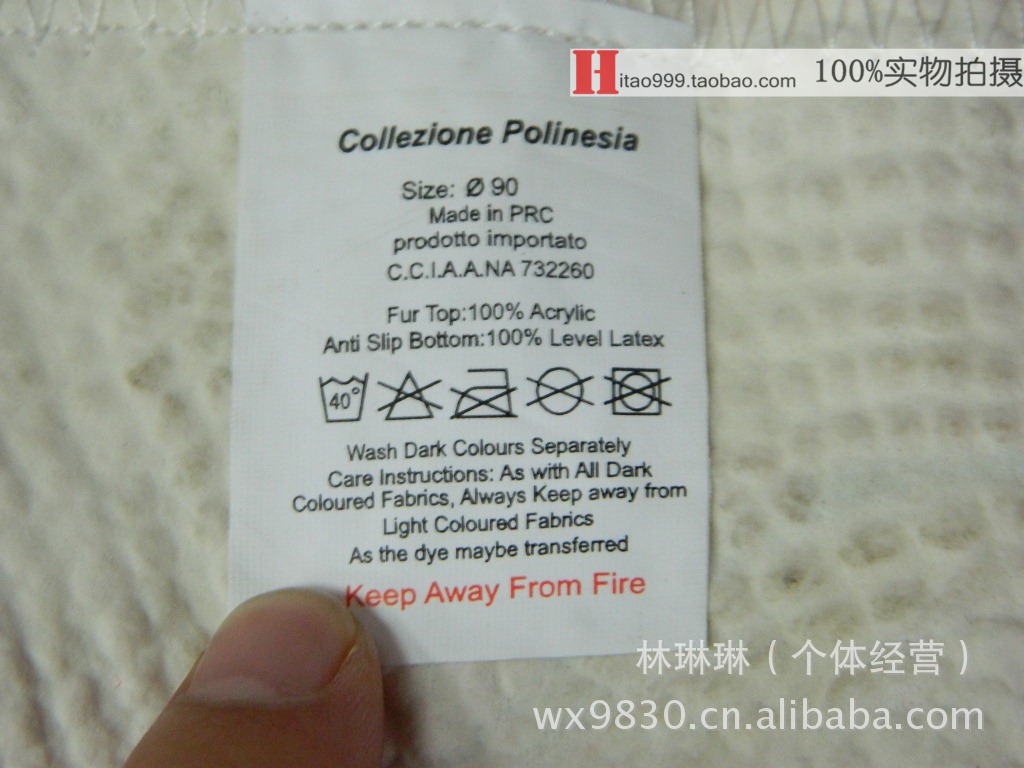 Hitao999.taobao.com 100%实物拍摄
Collezione Polinesia
Size: Ø 90
Made in PRC
prodotto importato
C.C.I.A.A.NA 732260
Fur Top:100% Acrylic
Anti Slip Bottom:100% Level Latex
40°
Wash Dark Colours Separately
Care Instructions: As with All Dark
Coloured Fabrics, Always Keep away from
Light Coloured Fabrics
As the dye maybe transferred
Keep Away From Fire
林琳琳（个体经营）
wx9830.cn.alibaba.com